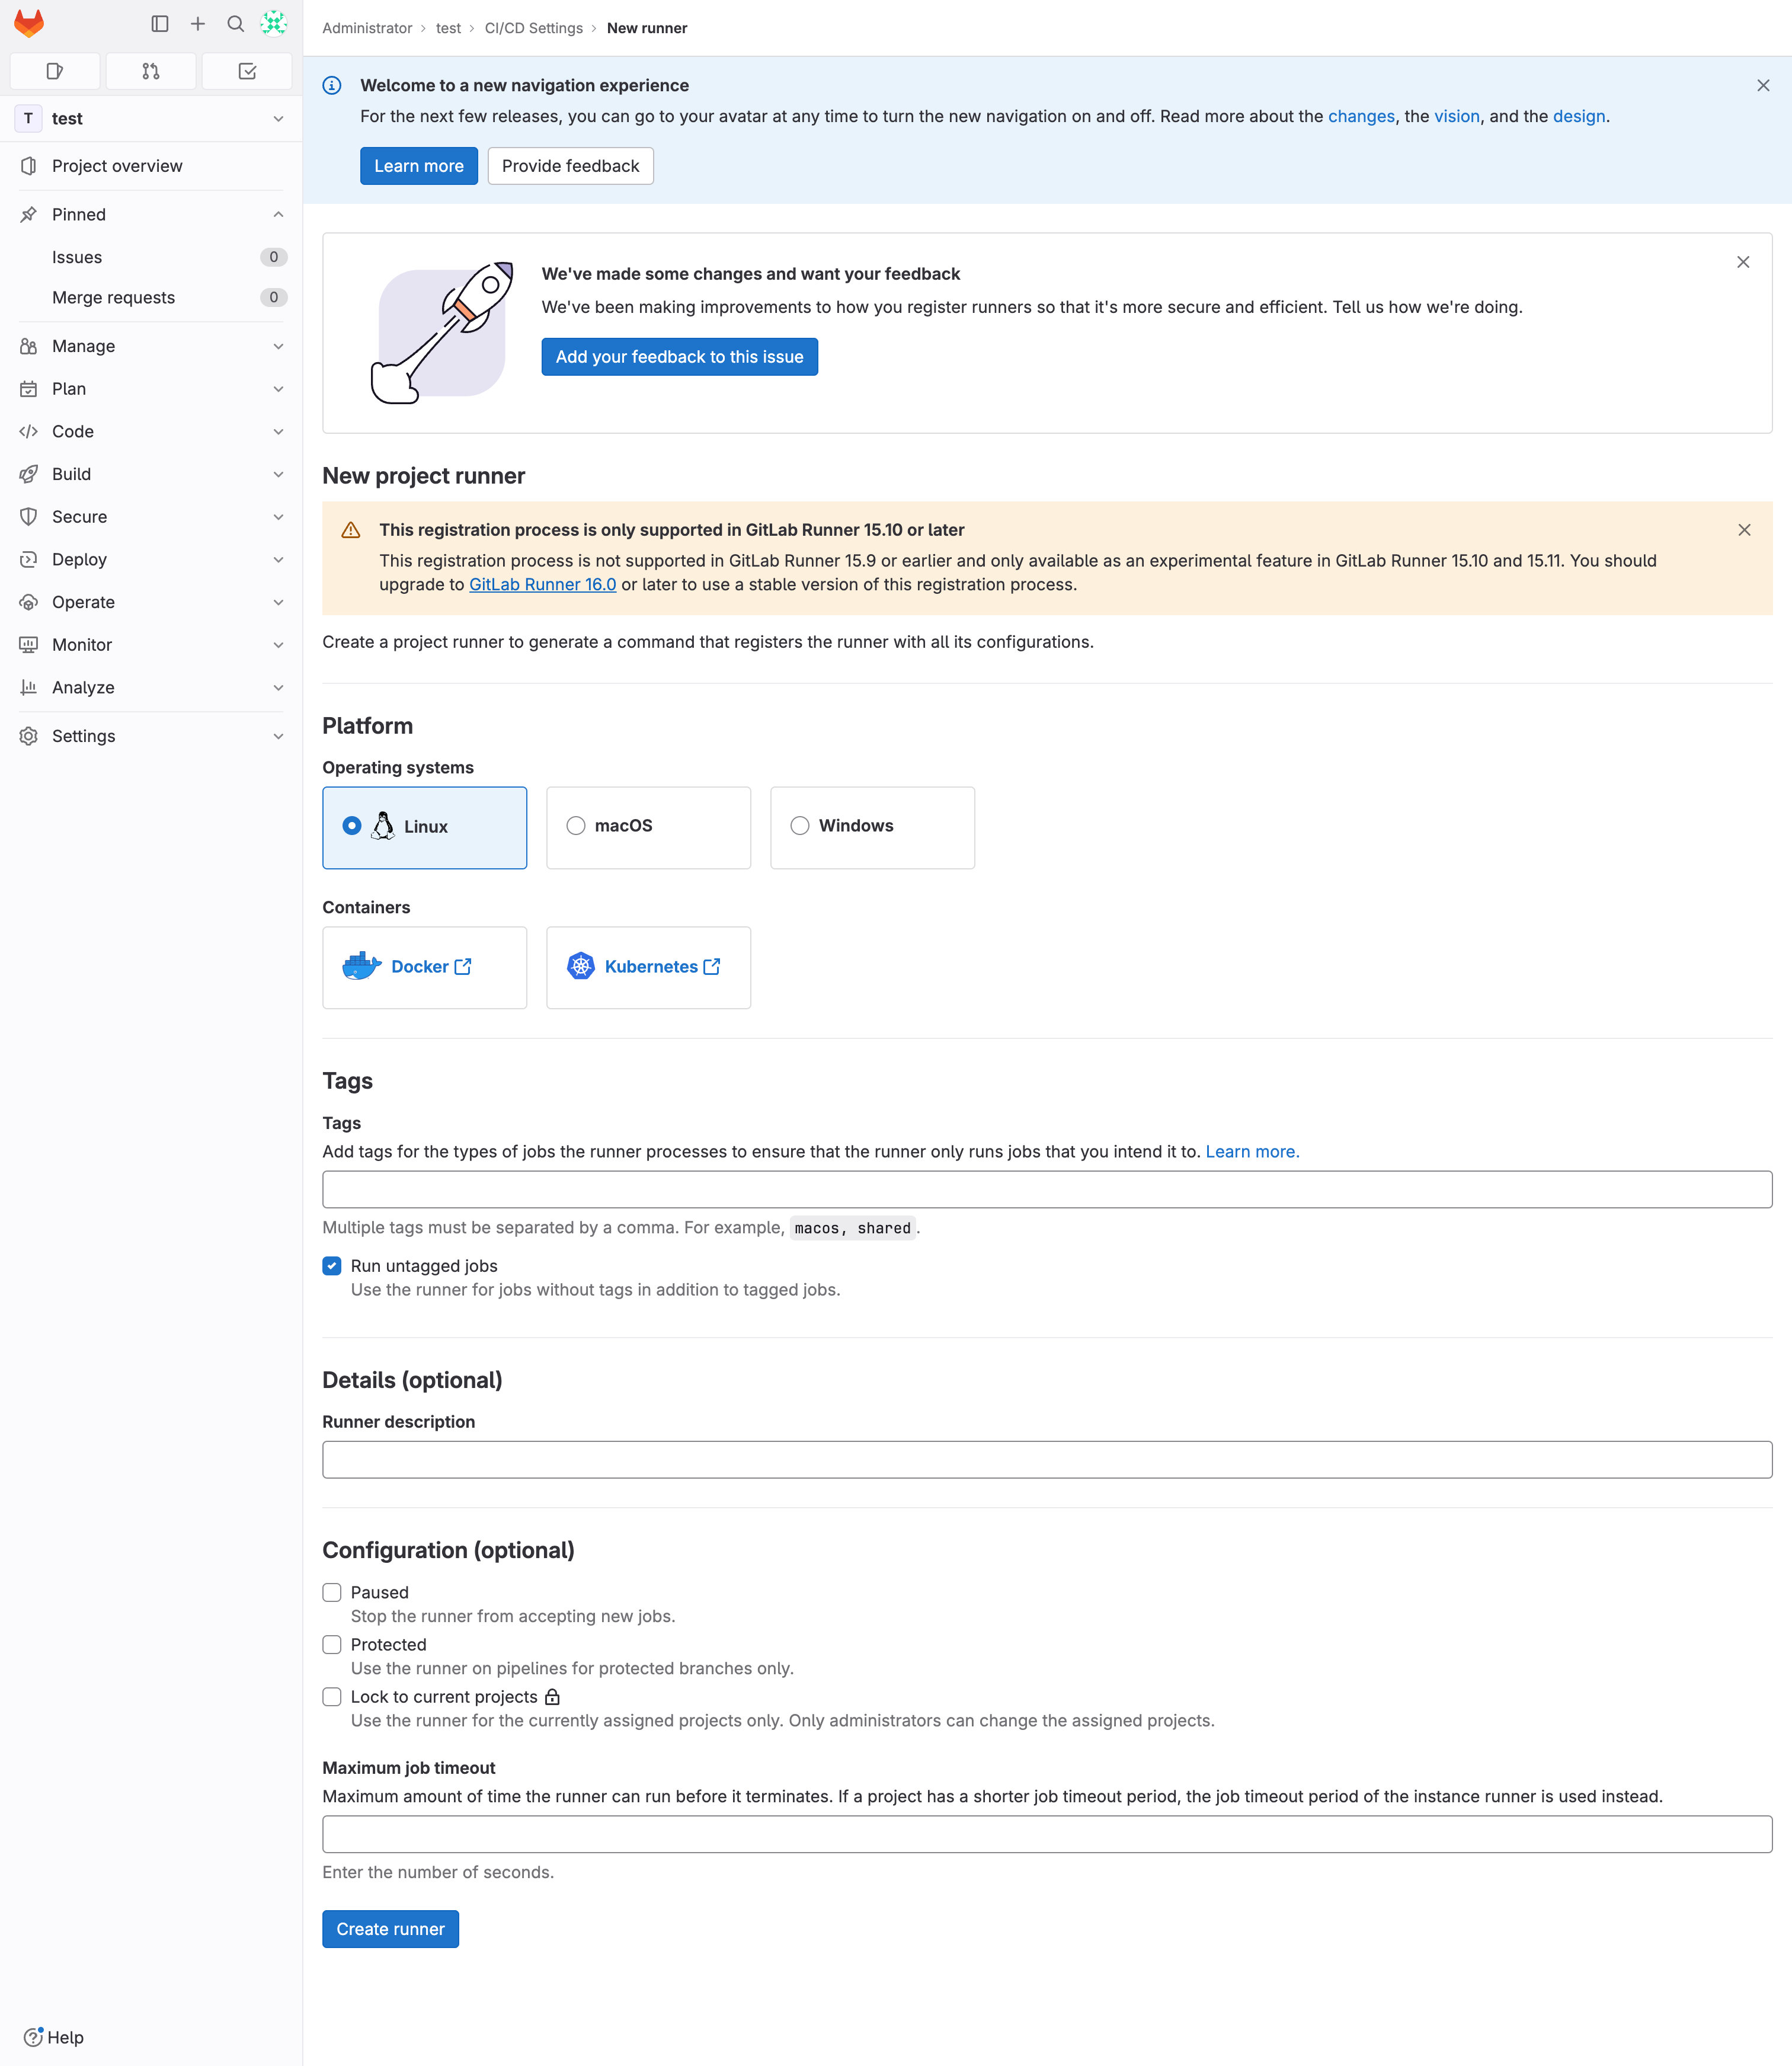 Administrator › test › CI/CD Settings › New runner
T test
Project overview
Pinned
Issues 0
Merge requests 0
Manage
Plan
Code
Build
Secure
Deploy
Operate
Monitor
Analyze
Settings
Help
Welcome to a new navigation experience
For the next few releases, you can go to your avatar at any time to turn the new navigation on and off. Read more about the changes, the vision, and the design.
Learn more Provide feedback
We've made some changes and want your feedback
We've been making improvements to how you register runners so that it's more secure and efficient. Tell us how we're doing.
Add your feedback to this issue
New project runner
This registration process is only supported in GitLab Runner 15.10 or later
This registration process is not supported in GitLab Runner 15.9 or earlier and only available as an experimental feature in GitLab Runner 15.10 and 15.11. You should
upgrade to GitLab Runner 16.0 or later to use a stable version of this registration process.
Create a project runner to generate a command that registers the runner with all its configurations.
Platform
Operating systems
Linux macOS Windows
Containers
Docker Kubernetes
Tags
Tags
Add tags for the types of jobs the runner processes to ensure that the runner only runs jobs that you intend it to. Learn more.
Multiple tags must be separated by a comma. For example, macos, shared.
Run untagged jobs
Use the runner for jobs without tags in addition to tagged jobs.
Details (optional)
Runner description
Configuration (optional)
Paused
Stop the runner from accepting new jobs.
Protected
Use the runner on pipelines for protected branches only.
Lock to current projects
Use the runner for the currently assigned projects only. Only administrators can change the assigned projects.
Maximum job timeout
Maximum amount of time the runner can run before it terminates. If a project has a shorter job timeout period, the job timeout period of the instance runner is used instead.
Enter the number of seconds.
Create runner